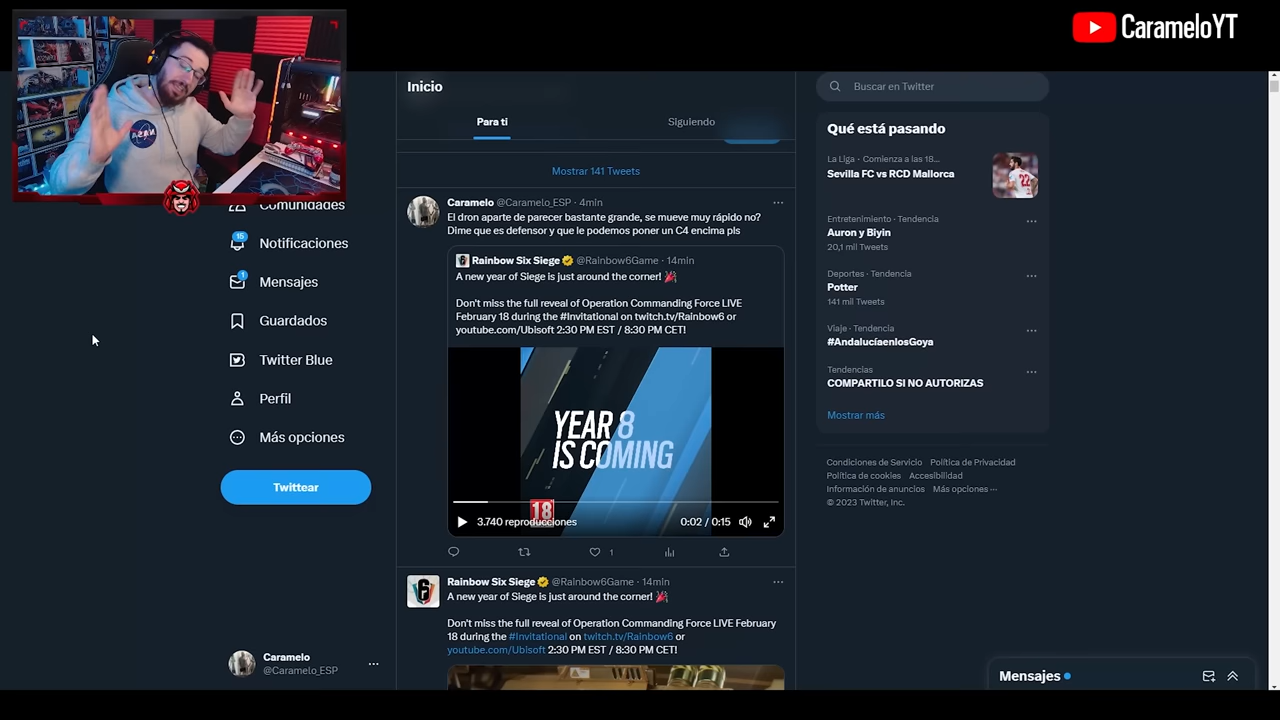 CarameloYT
NASA
Inicio
Para ti
Siguiendo
Mostrar 141 Tweets
Comunidades
15
Notificaciones
1
Mensajes
Guardados
Twitter Blue
Perfil
Más opciones
Twittear
Caramelo
@Caramelo_ESP
Caramelo @Caramelo_ESP · 4min
El dron aparte de parecer bastante grande, se mueve muy rápido no?
Dime que es defensor y que le podemos poner un C4 encima pls
Rainbow Six Siege @Rainbow6Game · 14min
A new year of Siege is just around the corner! 🎉
Don't miss the full reveal of Operation Commanding Force LIVE
February 18 during the #Invitational on twitch.tv/Rainbow6 or
youtube.com/Ubisoft 2:30 PM EST / 8:30 PM CET!
YEAR 8
IS COMING
18
3.740 reproducciones
0:02 / 0:15
1
Rainbow Six Siege @Rainbow6Game · 14min
A new year of Siege is just around the corner! 🎉
Don't miss the full reveal of Operation Commanding Force LIVE February
18 during the #Invitational on twitch.tv/Rainbow6 or
youtube.com/Ubisoft 2:30 PM EST / 8:30 PM CET!
Buscar en Twitter
Qué está pasando
La Liga · Comienza a las 18...
Sevilla FC vs RCD Mallorca
22
Entretenimiento · Tendencia
Auron y Biyin
20,1 mil Tweets
Deportes · Tendencia
Potter
141 mil Tweets
Viaje · Tendencia
#AndalucíaenlosGoya
Tendencias
COMPARTILO SI NO AUTORIZAS
Mostrar más
Condiciones de Servicio Política de Privacidad
Política de cookies Accesibilidad
Información de anuncios Más opciones ···
© 2023 Twitter, Inc.
Mensajes